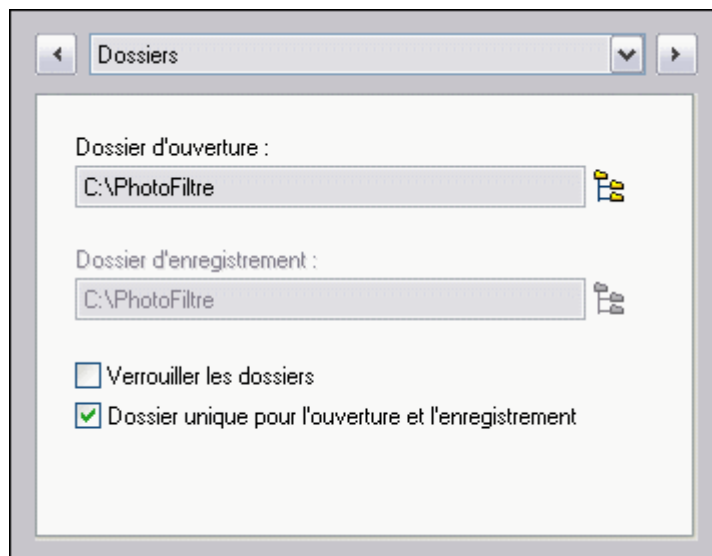 Dossiers
Dossier d'ouverture :
C:\PhotoFiltre
Dossier d'enregistrement :
C:\PhotoFiltre
Verrouiller les dossiers
Dossier unique pour l'ouverture et l'enregistrement